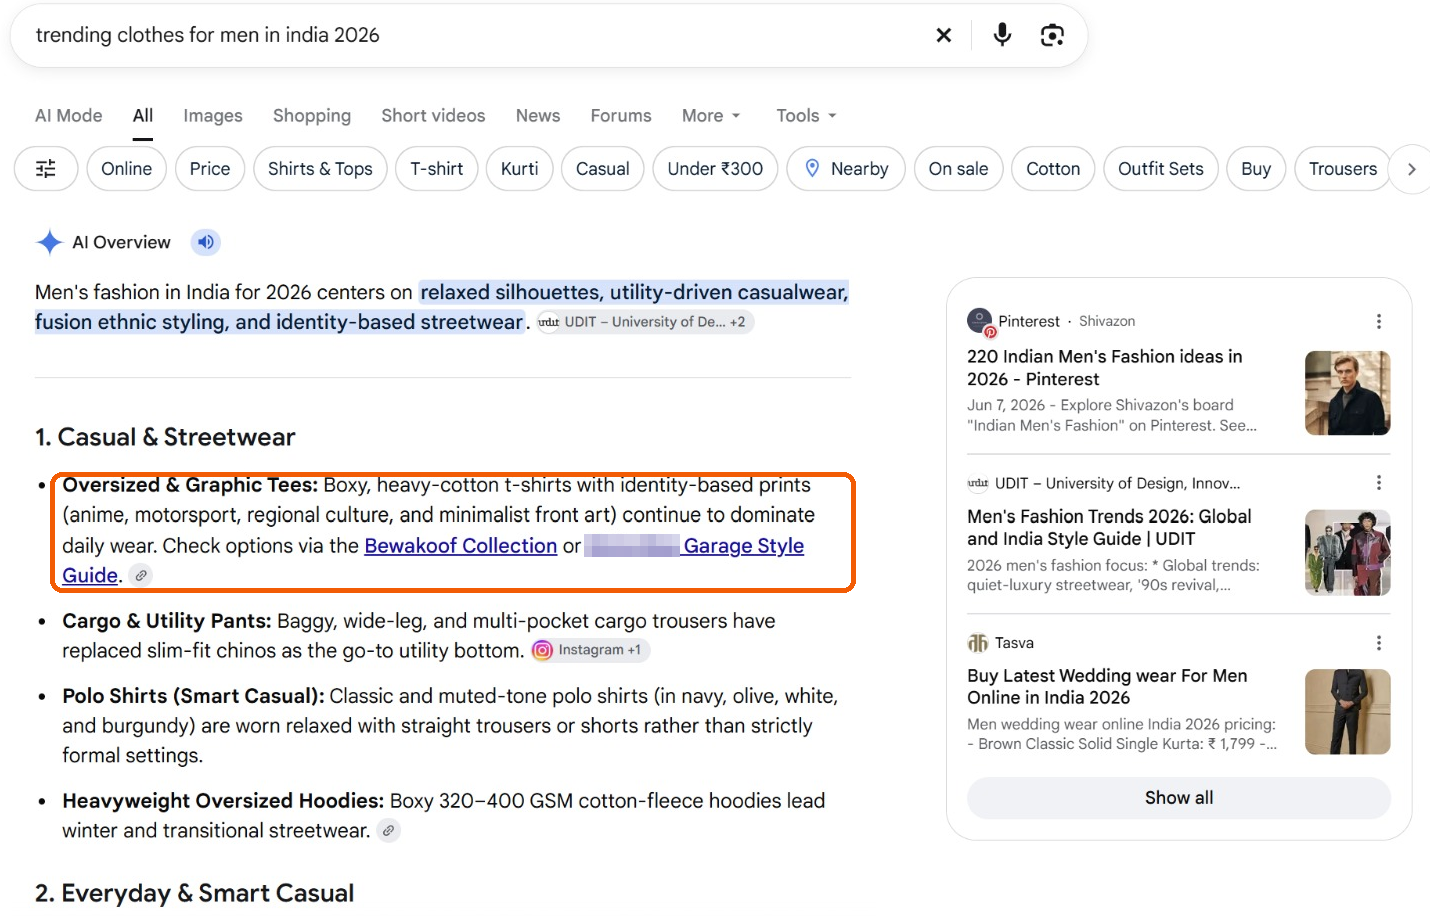 trending clothes for men in india 2026
AI Mode All Images Shopping Short videos News Forums More Tools
Online Price Shirts & Tops T-shirt Kurti Casual Under ₹300 Nearby On sale Cotton Outfit Sets Buy Trousers
AI Overview
Men's fashion in India for 2026 centers on relaxed silhouettes, utility-driven casualwear,
fusion ethnic styling, and identity-based streetwear. UDIT – University of De... +2
1. Casual & Streetwear
• Oversized & Graphic Tees: Boxy, heavy-cotton t-shirts with identity-based prints
(anime, motorsport, regional culture, and minimalist front art) continue to dominate
daily wear. Check options via the Bewakoof Collection or Garage Style
Guide.
• Cargo & Utility Pants: Baggy, wide-leg, and multi-pocket cargo trousers have
replaced slim-fit chinos as the go-to utility bottom. Instagram +1
• Polo Shirts (Smart Casual): Classic and muted-tone polo shirts (in navy, olive, white,
and burgundy) are worn relaxed with straight trousers or shorts rather than strictly
formal settings.
• Heavyweight Oversized Hoodies: Boxy 320–400 GSM cotton-fleece hoodies lead
winter and transitional streetwear.
2. Everyday & Smart Casual
Pinterest · Shivazon
220 Indian Men's Fashion ideas in
2026 - Pinterest
Jun 7, 2026 - Explore Shivazon's board
"Indian Men's Fashion" on Pinterest. See...
UDIT – University of Design, Innov...
Men's Fashion Trends 2026: Global
and India Style Guide | UDIT
2026 men's fashion focus: * Global trends:
quiet-luxury streetwear, '90s revival,...
Tasva
Buy Latest Wedding wear For Men
Online in India 2026
Men wedding wear online India 2026 pricing:
- Brown Classic Solid Single Kurta: ₹ 1,799 -...
Show all